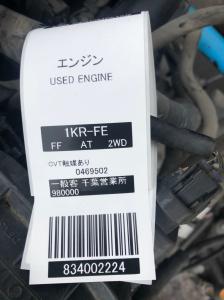 エンジン
USED ENGINE
1KR-FE
FF AT 2WD
CVT触媒あり
0469502
一般客 千葉営業所
980000
834002224